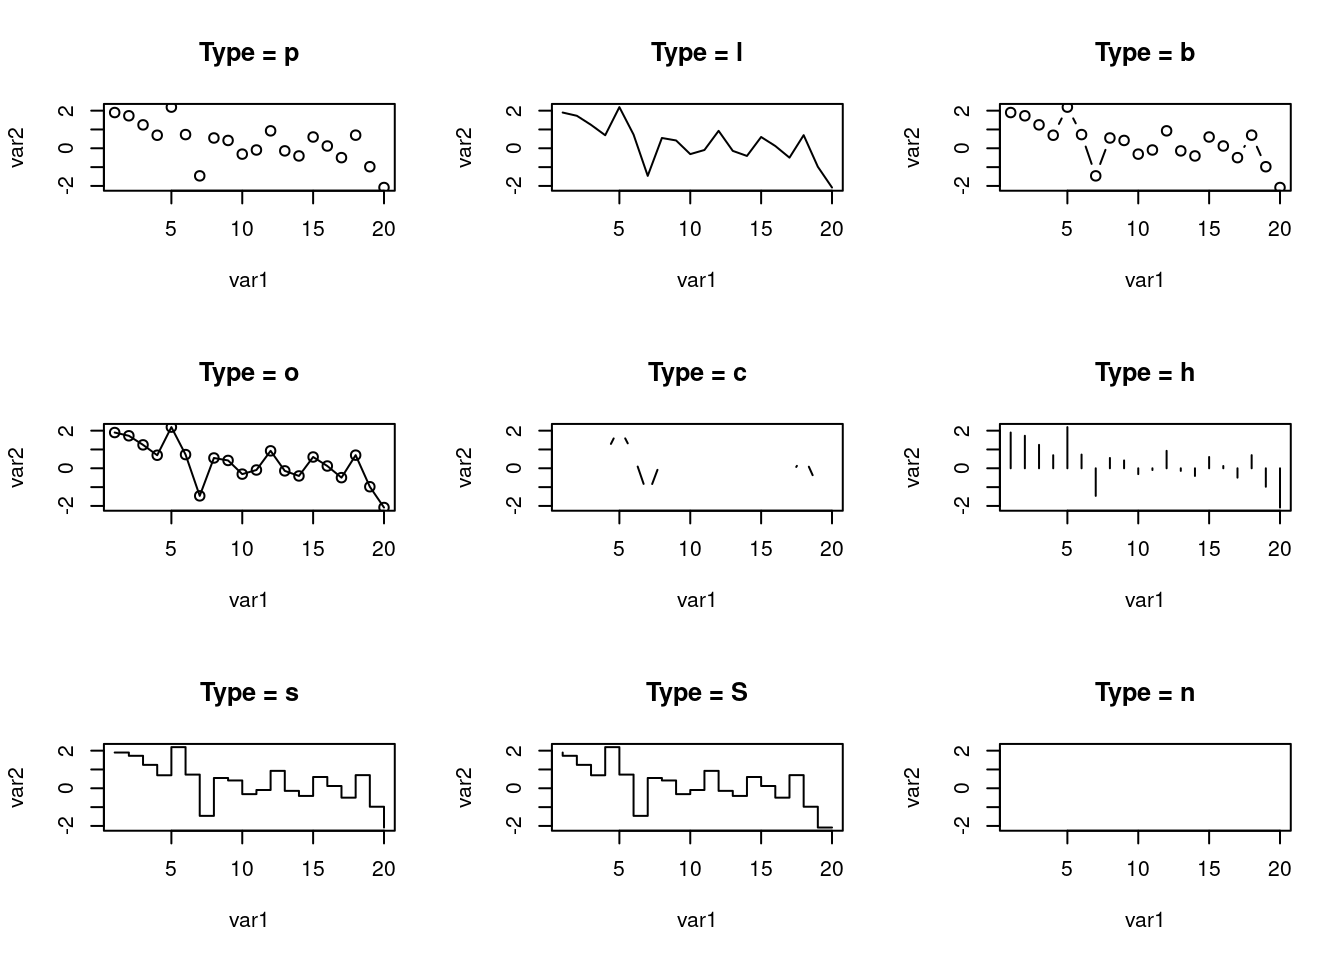 Type = p
var2
2
0
-2
5 10 15 20
var1
Type = l
var2
2
0
-2
5 10 15 20
var1
Type = b
var2
2
0
-2
5 10 15 20
var1
Type = o
var2
2
0
-2
5 10 15 20
var1
Type = c
var2
2
0
-2
5 10 15 20
var1
Type = h
var2
2
0
-2
5 10 15 20
var1
Type = s
var2
2
0
-2
5 10 15 20
var1
Type = S
var2
2
0
-2
5 10 15 20
var1
Type = n
var2
2
0
-2
5 10 15 20
var1